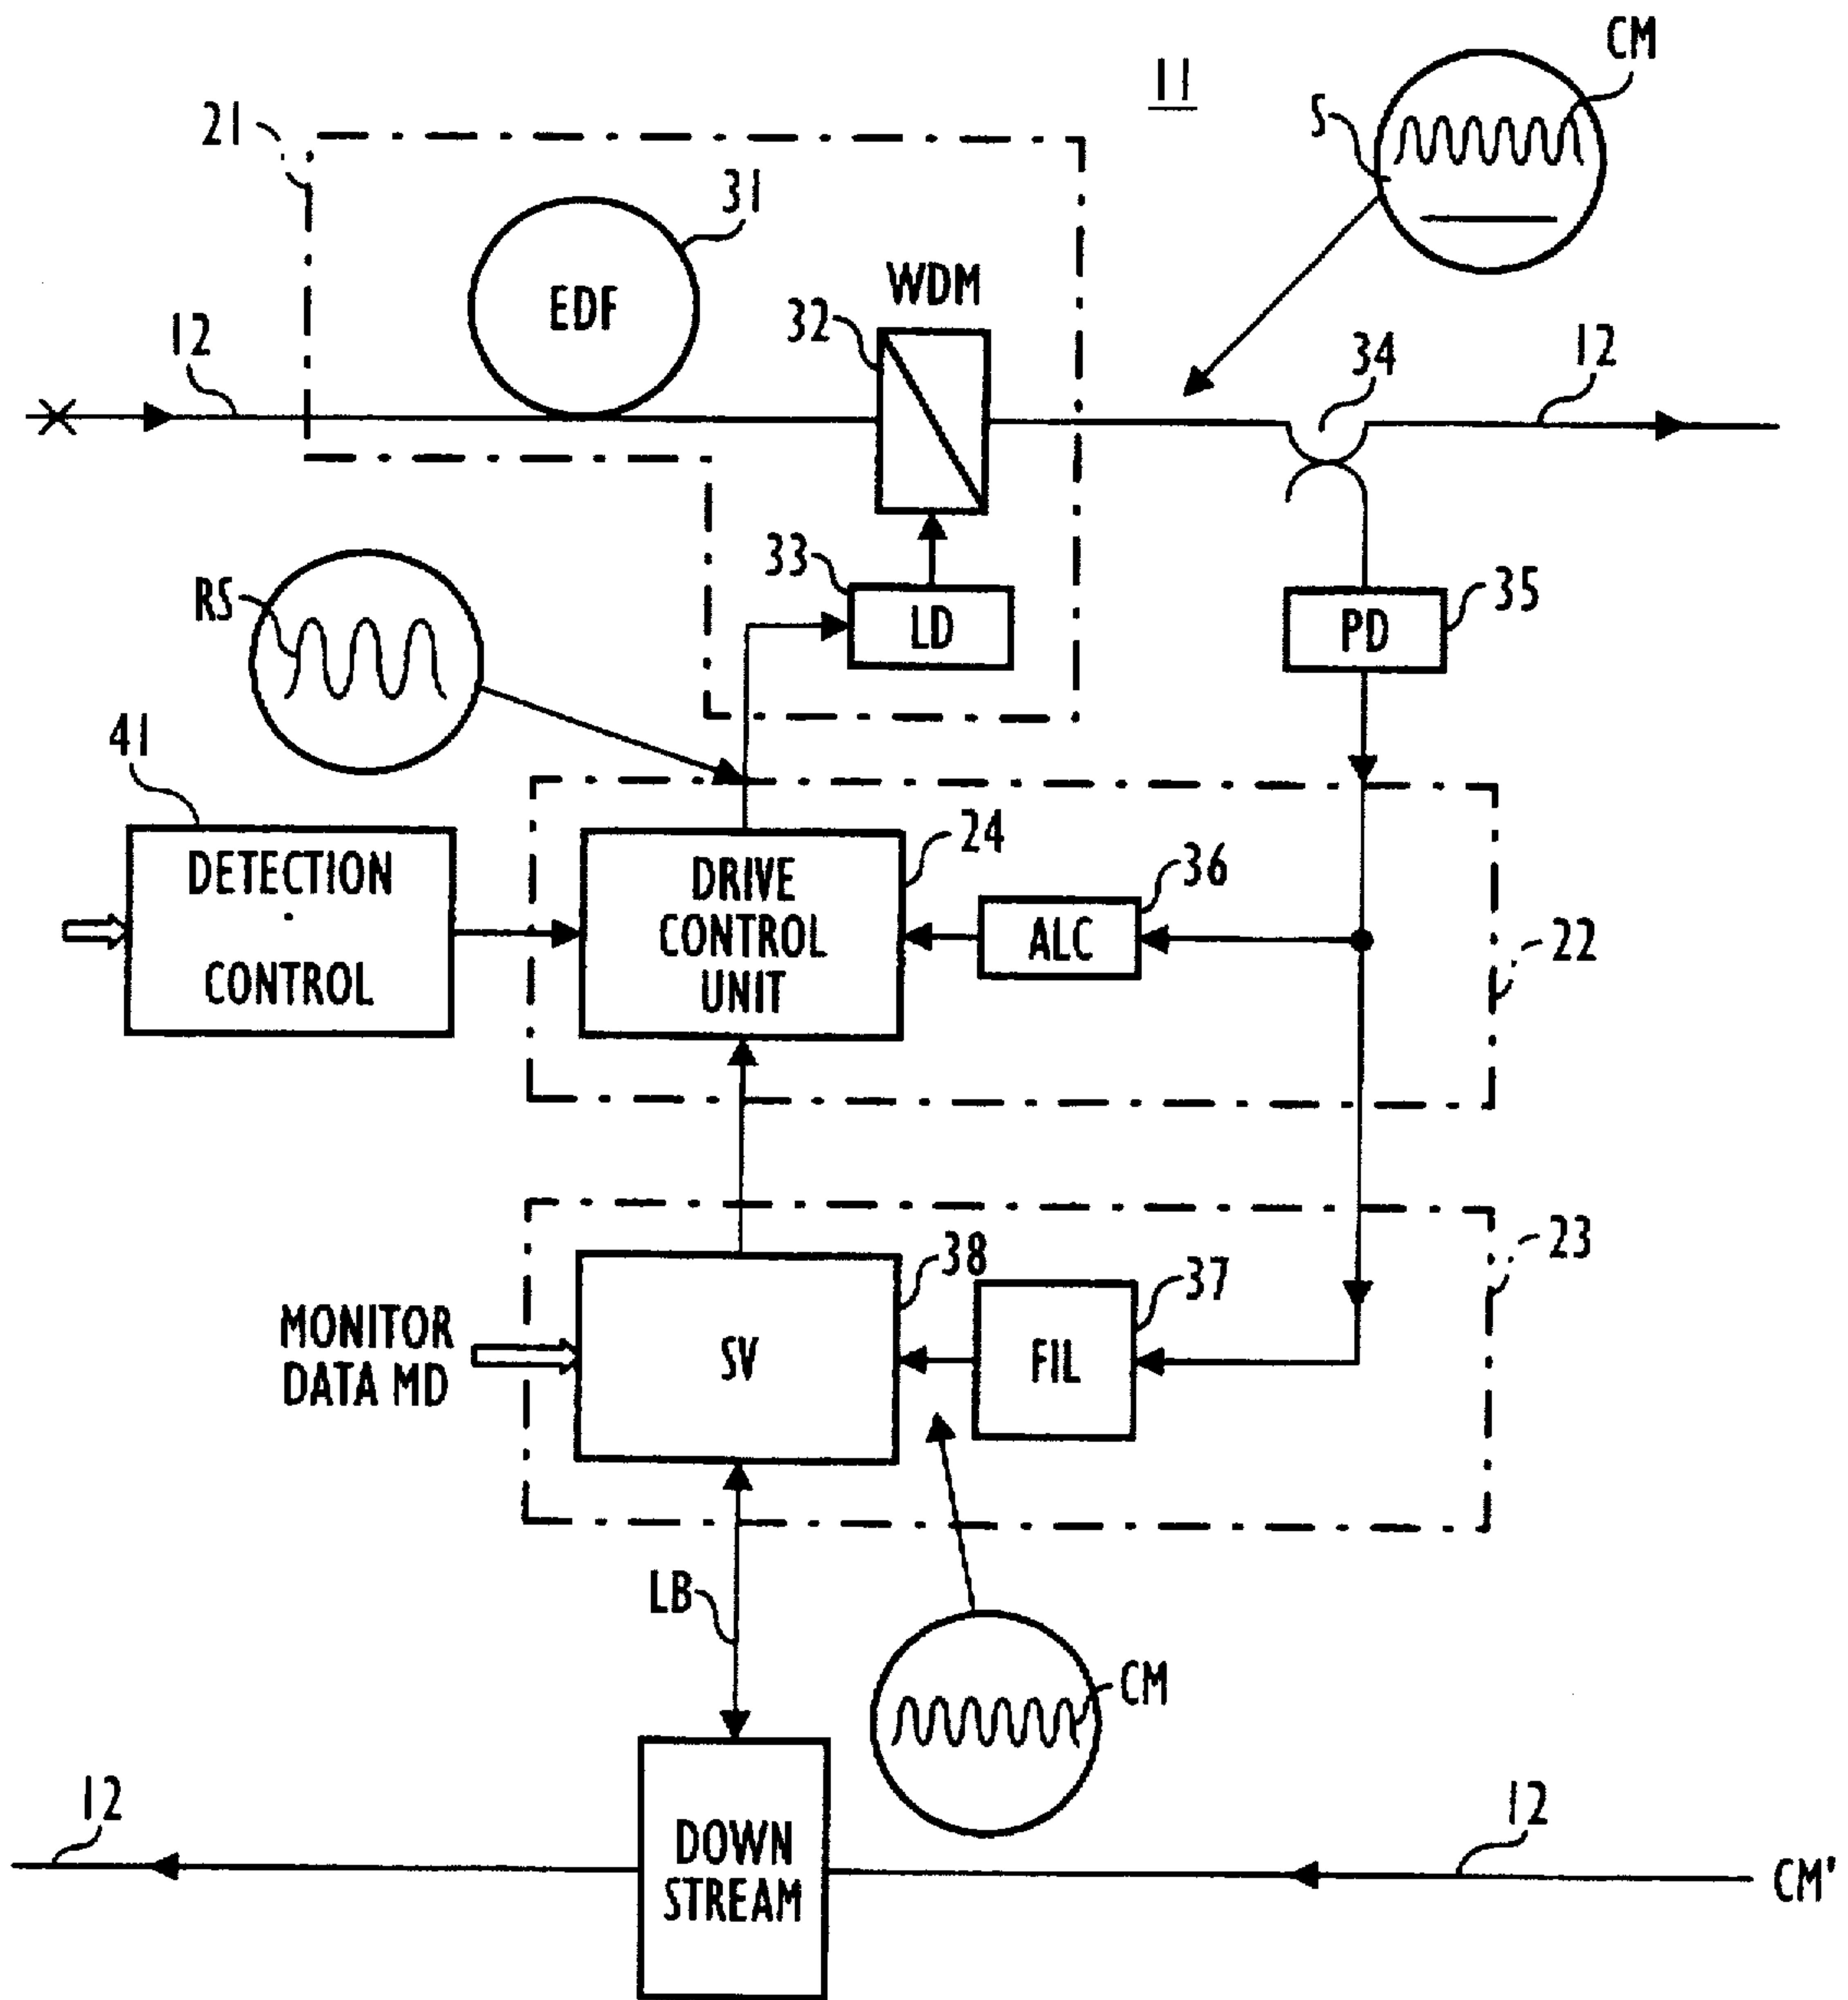 CM
11
21
S
31
EDF
WDM
32
12
34
12
33
LD
PD
35
RS
41
24
DETECTION
·
CONTROL
DRIVE
CONTROL
UNIT
36
ALC
22
23
38
37
MONITOR
DATA MD
SV
FIL
LB
CM
12
12
DOWN
STREAM
CM'